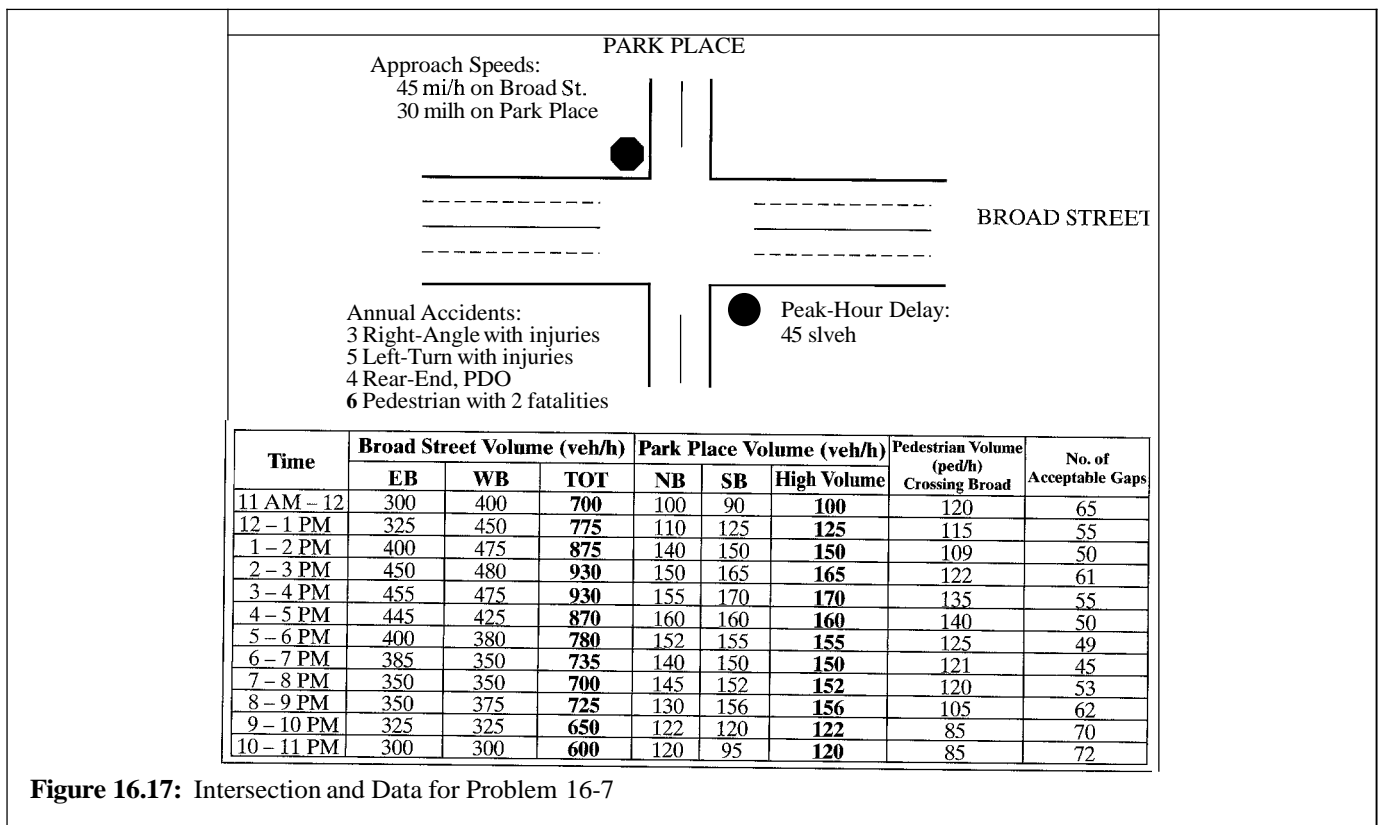 PARK PLACE
Approach Speeds:
45 mi/h on Broad St.
30 milh on Park Place
BROAD STREET
Annual Accidents:
3 Right-Angle with injuries
5 Left-Turn with injuries
4 Rear-End, PDO
6 Pedestrian with 2 fatalities
Peak-Hour Delay:
45 slveh
Time Broad Street Volume (veh/h) Park Place Volume (veh/h) Pedestrian Volume (ped/h) Crossing Broad No. of Acceptable Gaps
EB WB TOT NB SB High Volume
11 AM – 12 300 400 700 100 90 100 120 65
12 – 1 PM 325 450 775 110 125 125 115 55
1 – 2 PM 400 475 875 140 150 150 109 50
2 – 3 PM 450 480 930 150 165 165 122 61
3 – 4 PM 455 475 930 155 170 170 135 55
4 – 5 PM 445 425 870 160 160 160 140 50
5 – 6 PM 400 380 780 152 155 155 125 49
6 – 7 PM 385 350 735 140 150 150 121 45
7 – 8 PM 350 350 700 145 152 152 120 53
8 – 9 PM 350 375 725 130 156 156 105 62
9 – 10 PM 325 325 650 122 120 122 85 70
10 – 11 PM 300 300 600 120 95 120 85 72
Figure 16.17: Intersection and Data for Problem 16-7